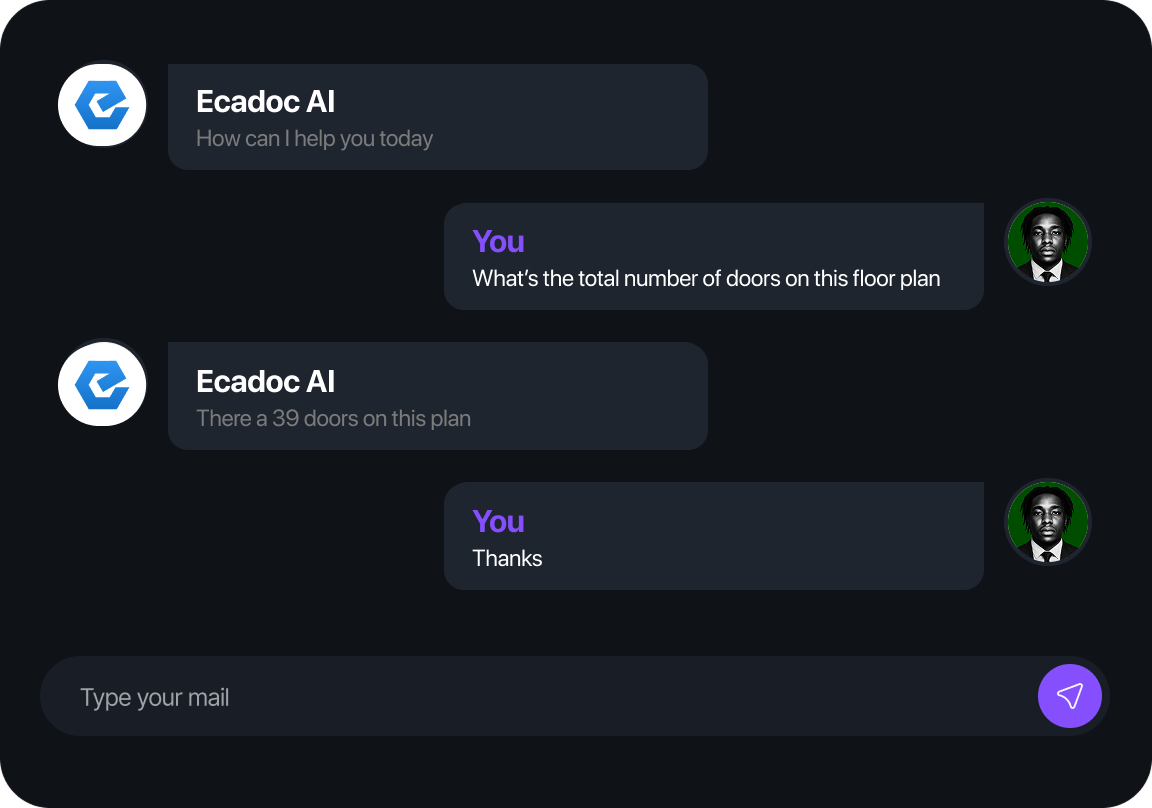 Ecadoc AI
How can I help you today
You
What's the total number of doors on this floor plan
Ecadoc AI
There a 39 doors on this plan
You
Thanks
Type your mail